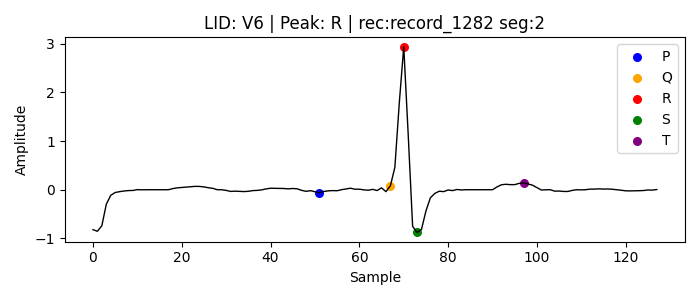 LID: V6 | Peak: R | rec:record_1282 seg:2
Amplitude
3
2
1
0
−1
P
Q
R
S
T
0
20
40
60
80
100
120
Sample